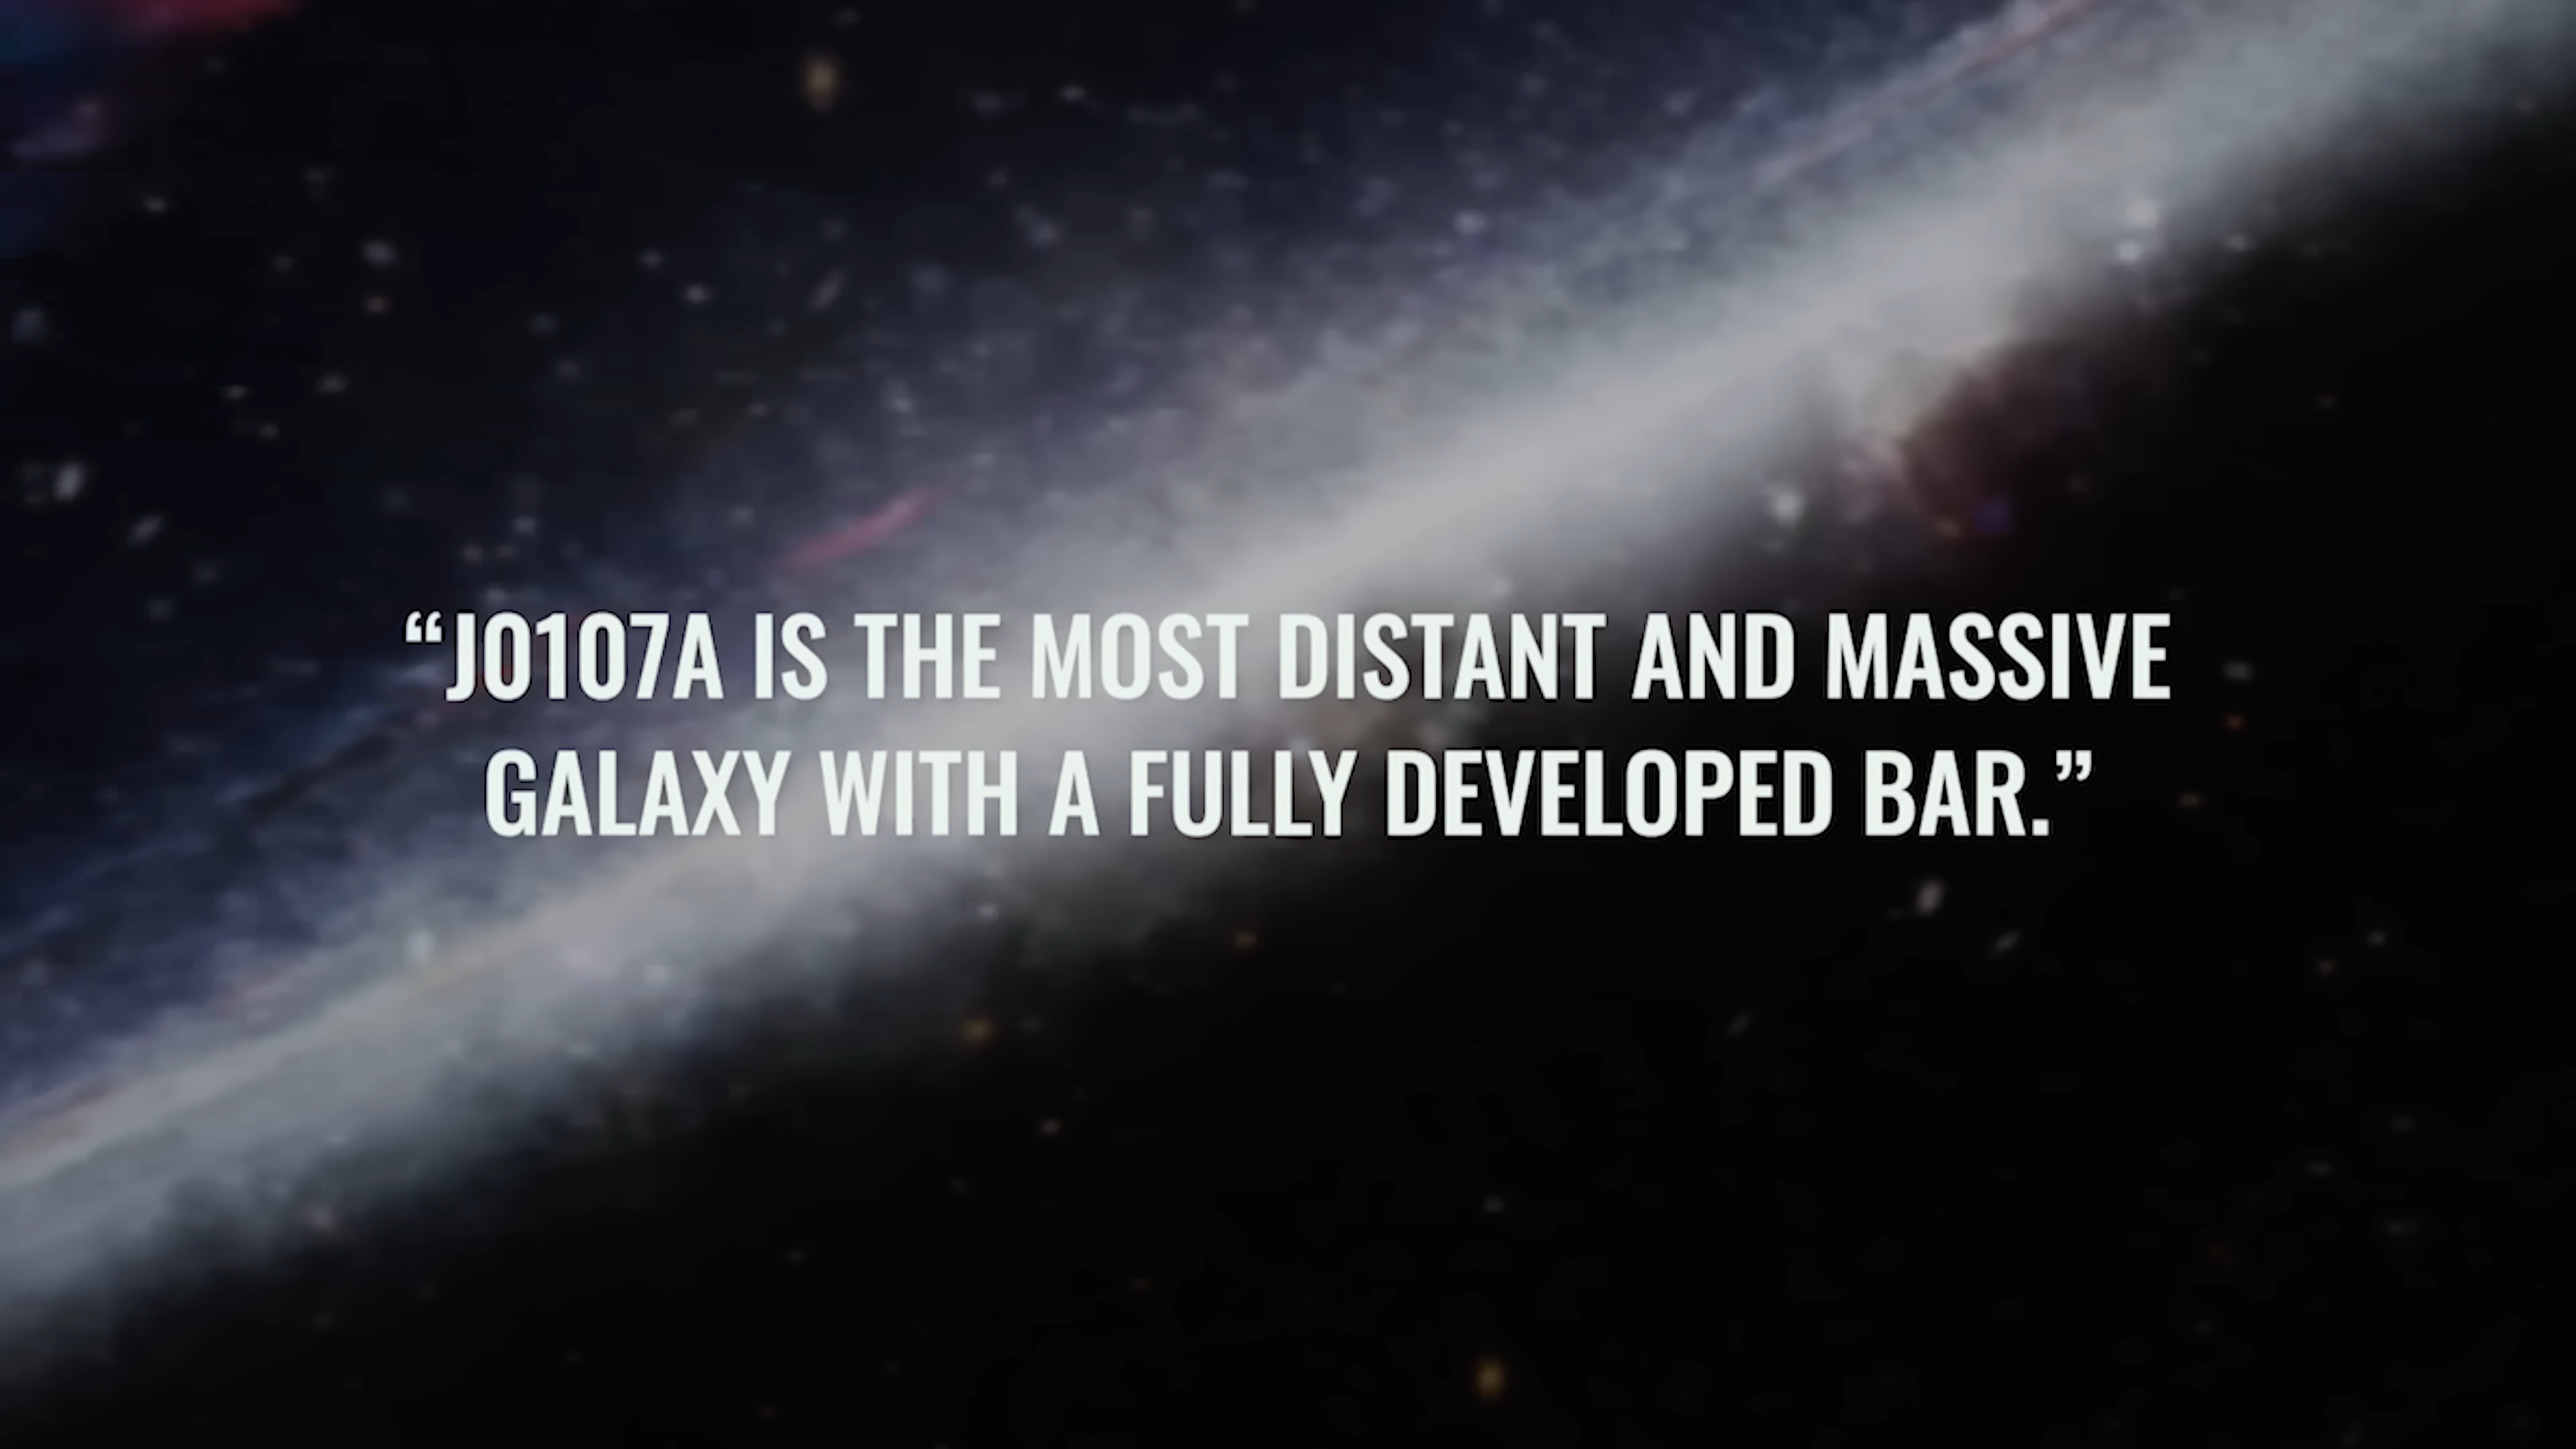 “J0107A IS THE MOST DISTANT AND MASSIVE
GALAXY WITH A FULLY DEVELOPED BAR.”